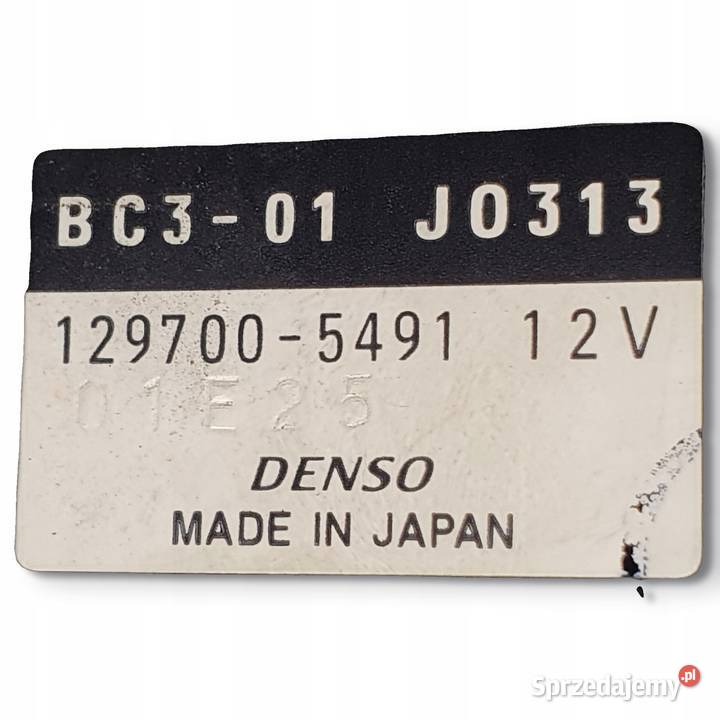 BC3-01 J0313
129700-5491 12V
01E25
DENSO
MADE IN JAPAN
Sprzedajemy.pl